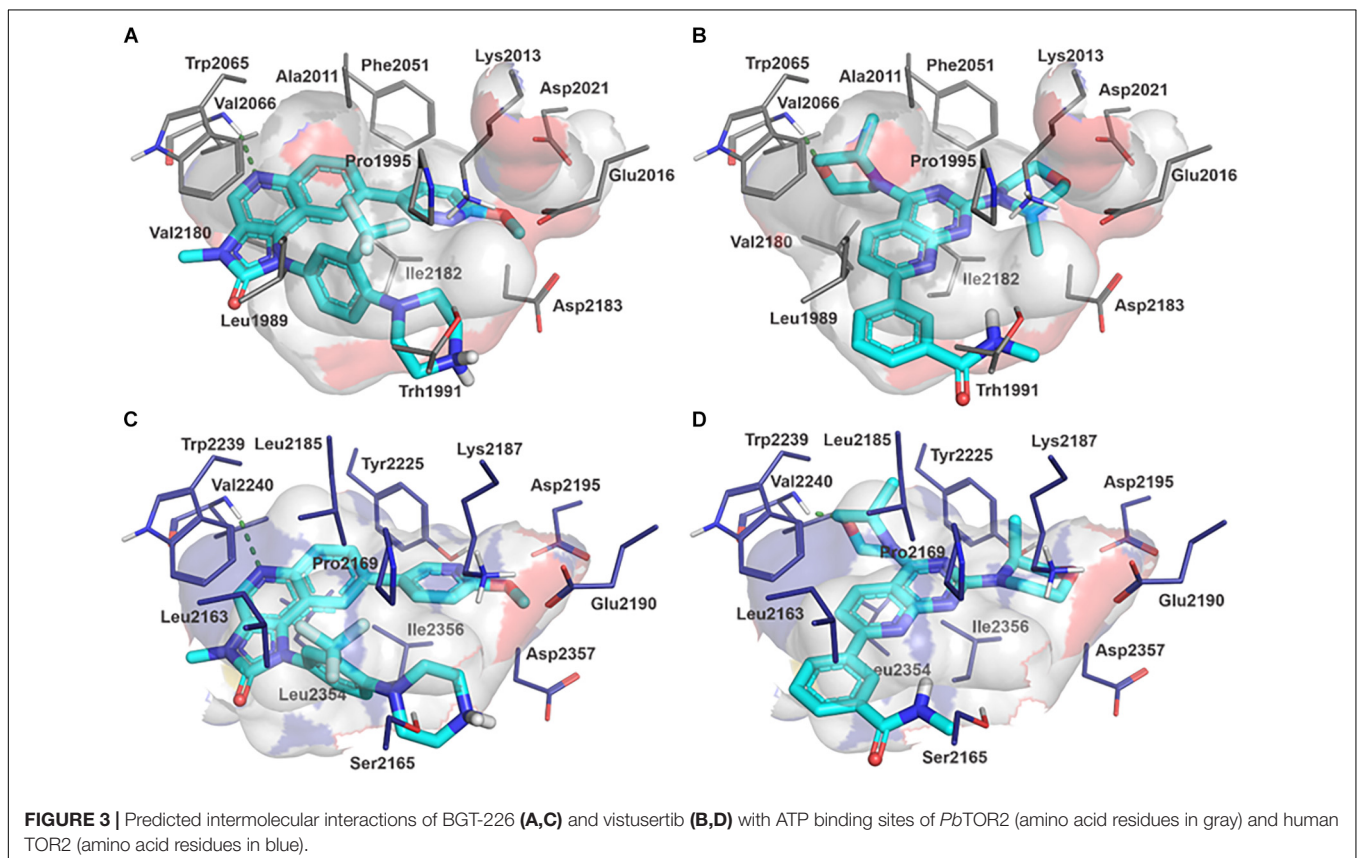 A
B
Trp2065
Phe2051
Lys2013
Ala2011
Val2066
Asp2021
Pro1995
Glu2016
Val2180
Ile2182
Asp2183
Leu1989
Trh1991
Trp2065
Phe2051
Lys2013
Ala2011
Val2066
Asp2021
Pro1995
Glu2016
Val2180
Ile2182
Asp2183
Leu1989
Trh1991
C
D
Trp2239
Leu2185
Lys2187
Tyr2225
Val2240
Asp2195
Pro2169
Glu2190
Leu2163
Ile2356
Asp2357
Leu2354
Ser2165
Trp2239
Leu2185
Lys2187
Tyr2225
Val2240
Asp2195
Pro2169
Glu2190
Leu2163
Ile2356
Asp2357
Leu2354
Ser2165
FIGURE 3 | Predicted intermolecular interactions of BGT-226 (A,C) and vistusertib (B,D) with ATP binding sites of PbTOR2 (amino acid residues in gray) and human
TOR2 (amino acid residues in blue).